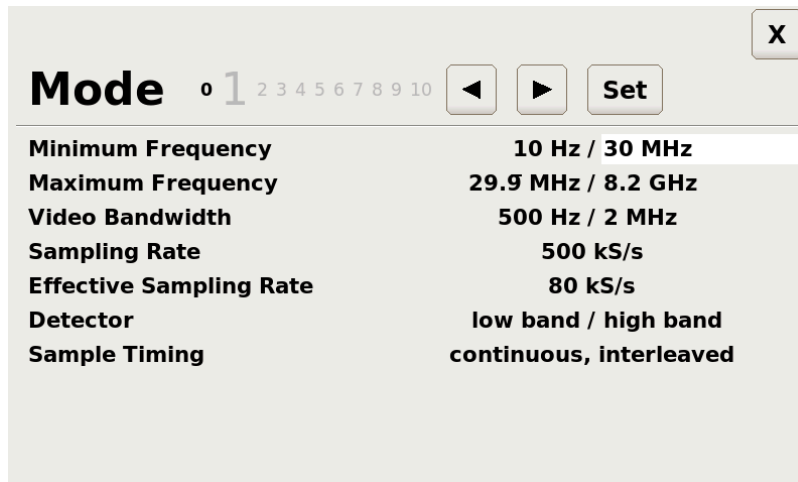 X
Mode 0 1 2 3 4 5 6 7 8 9 10 ◀ ▶ Set
Minimum Frequency 10 Hz / 30 MHz
Maximum Frequency 29.9̅ MHz / 8.2 GHz
Video Bandwidth 500 Hz / 2 MHz
Sampling Rate 500 kS/s
Effective Sampling Rate 80 kS/s
Detector low band / high band
Sample Timing continuous, interleaved